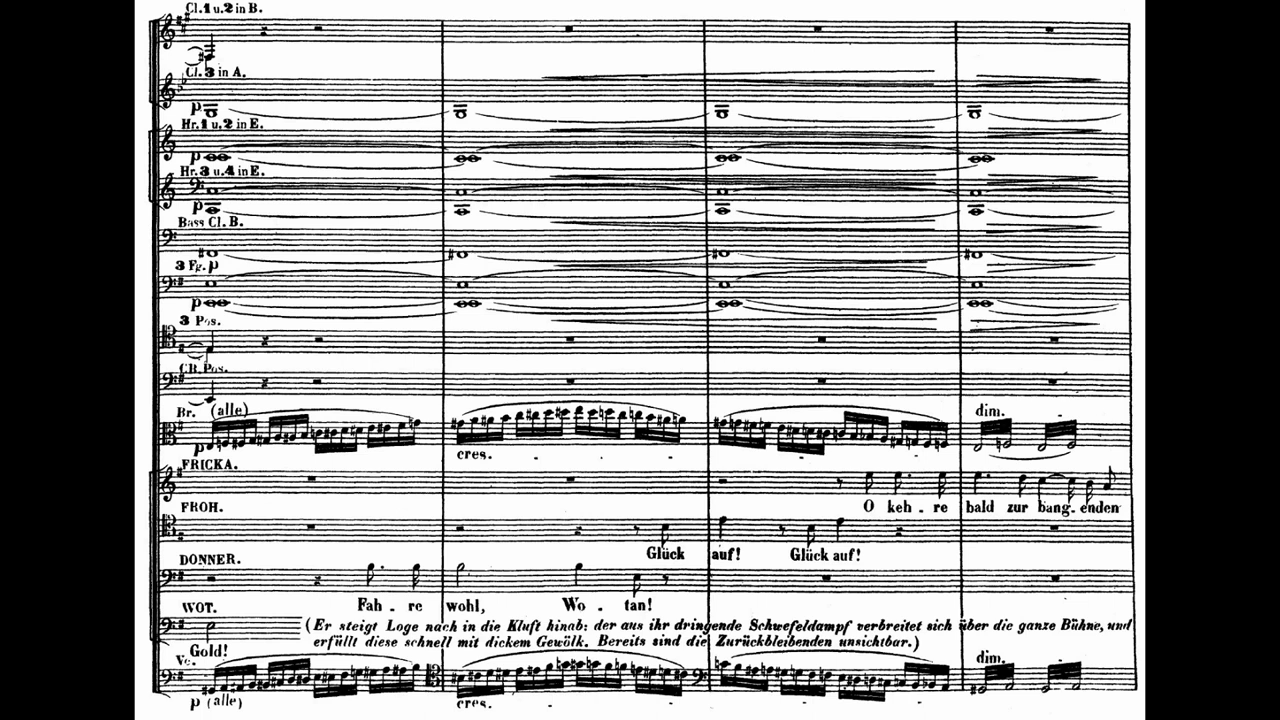 Cl. 1 u. 2 in B.
Cl. 3 in A.
p
Hr. 1 u. 2 in E.
p
Hr. 3 u. 4 in E.
p
Bass Cl. B.
p
3 Fg.
p
3 Pos.
CB. Pos.
Br. (alle) dim. -
p
cres. - - - -
FRICKA.
O keh - re bald zur bang - enden
FROH.
Glück auf! Glück auf!
DONNER.
Fah - re wohl, Wo - tan!
WOT.
(Er steigt Loge nach in die Kluft hinab: der aus ihr dringende Schwefeldampf verbreitet sich über die ganze Bühne, und
erfüllt diese schnell mit dickem Gewölk. Bereits sind die Zurückbleibenden unsichtbar.)
Gold!
Vc. dim. -
p (alle) cres. - - - -